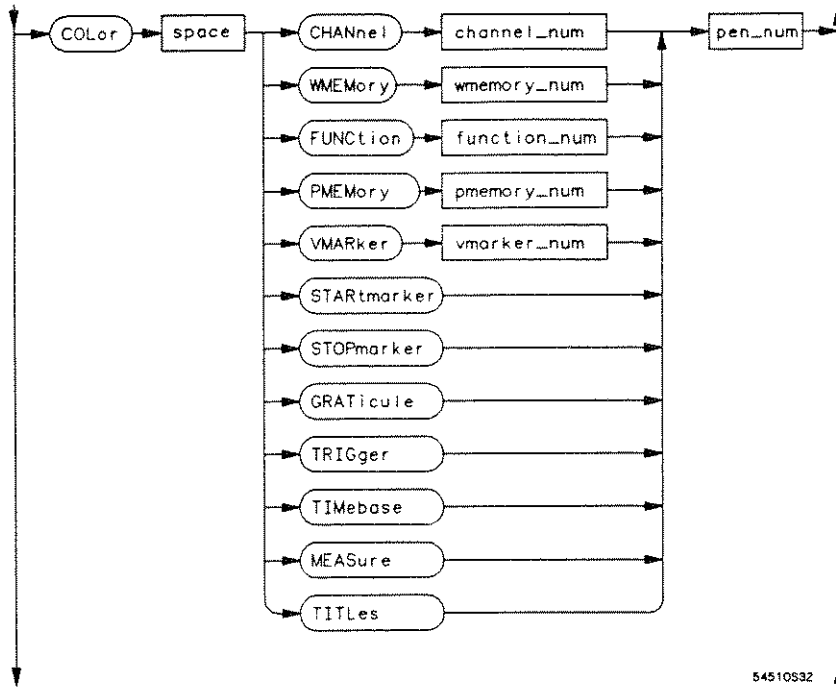 COLor space CHANnel channel_num pen_num
WMEMory wmemory_num
FUNCtion function_num
PMEMory pmemory_num
VMARker vmarker_num
STARtmarker
STOPmarker
GRATicule
TRIGger
TIMebase
MEASure
TITLes
54510S32